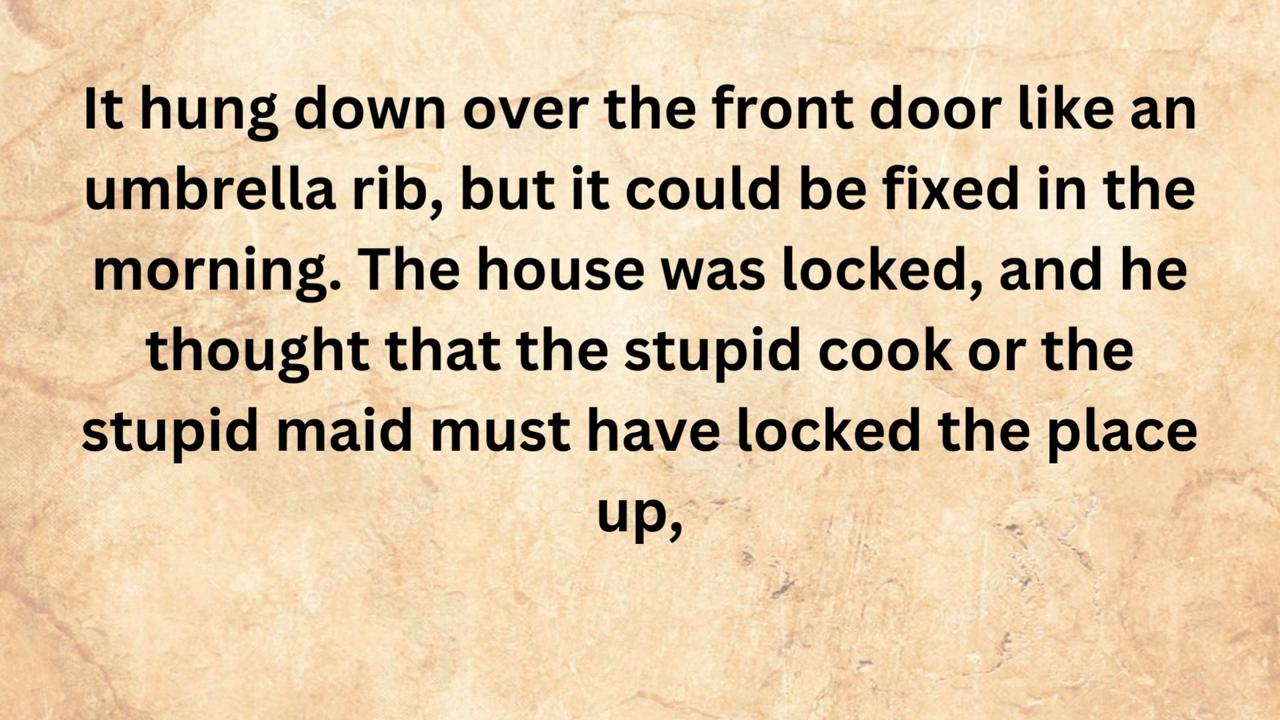 It hung down over the front door like an
umbrella rib, but it could be fixed in the
morning. The house was locked, and he
thought that the stupid cook or the
stupid maid must have locked the place
up,